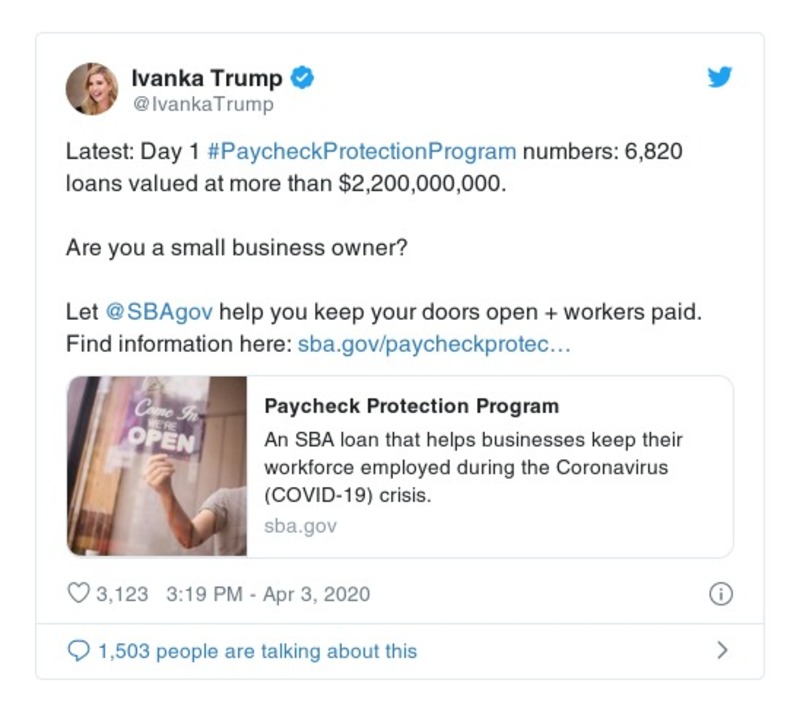 Ivanka Trump
@IvankaTrump
Latest: Day 1 #PaycheckProtectionProgram numbers: 6,820
loans valued at more than $2,200,000,000.
Are you a small business owner?
Let @SBAgov help you keep your doors open + workers paid.
Find information here: sba.gov/paycheckprotec…
Come In
WE'RE
OPEN
Paycheck Protection Program
An SBA loan that helps businesses keep their
workforce employed during the Coronavirus
(COVID-19) crisis.
sba.gov
3,123 3:19 PM - Apr 3, 2020
1,503 people are talking about this